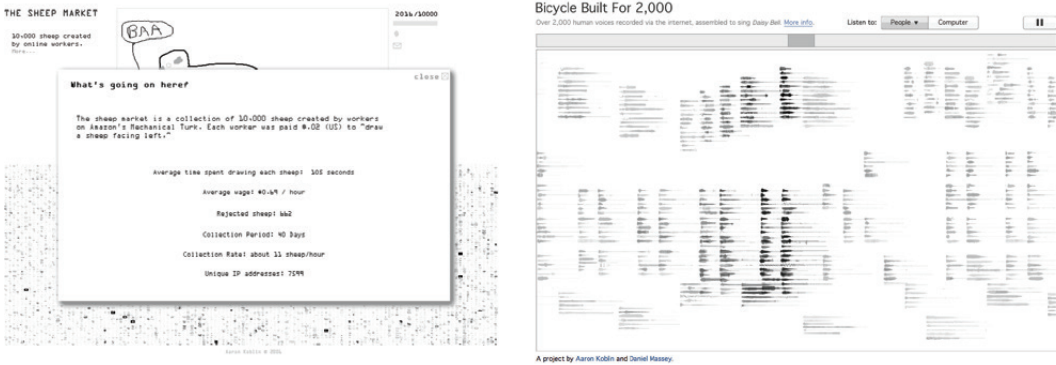 THE SHEEP MARKET
10,000 sheep created
by online workers.
More...
BAA
2016/10000
close
What's going on here?
The sheep market is a collection of 10,000 sheep created by workers
on Amazon's Mechanical Turk. Each worker was paid $.02 (US) to "draw
a sheep facing left."
Average time spent drawing each sheep: 105 seconds
Average wage: $0.69 / hour
Rejected sheep: 662
Collection Period: 40 Days
Collection Rate: about 11 sheep/hour
Unique IP addresses: 7599
Bicycle Built For 2,000
Over 2,000 human voices recorded via the internet, assembled to sing Daisy Bell. More info.
Listen to: People ▾ Computer
A project by Aaron Koblin and Daniel Massey.